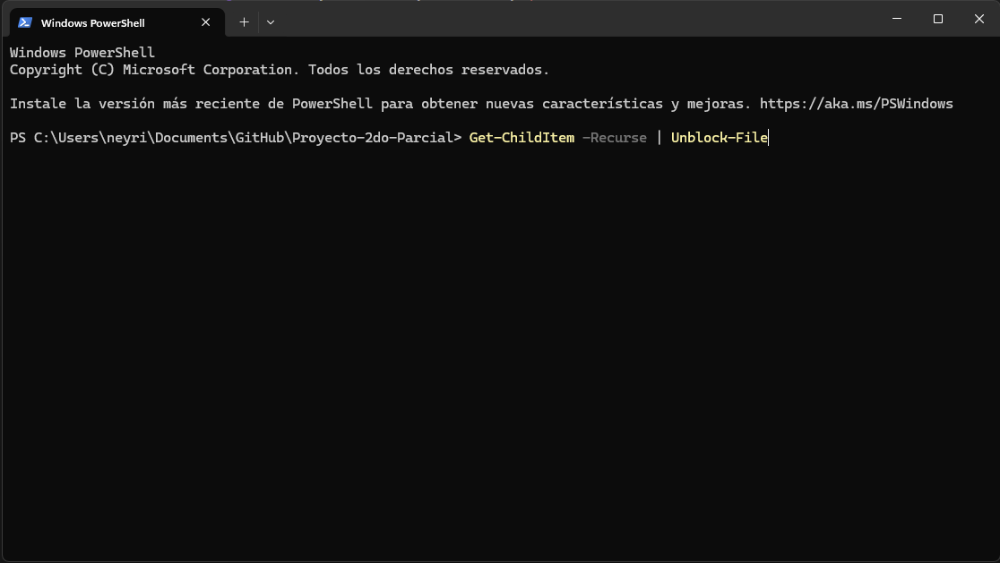 Windows PowerShell
Windows PowerShell
Copyright (C) Microsoft Corporation. Todos los derechos reservados.
Instale la versión más reciente de PowerShell para obtener nuevas características y mejoras. https://aka.ms/PSWindows
PS C:\Users\neyri\Documents\GitHub\Proyecto-2do-Parcial> Get-ChildItem -Recurse | Unblock-File